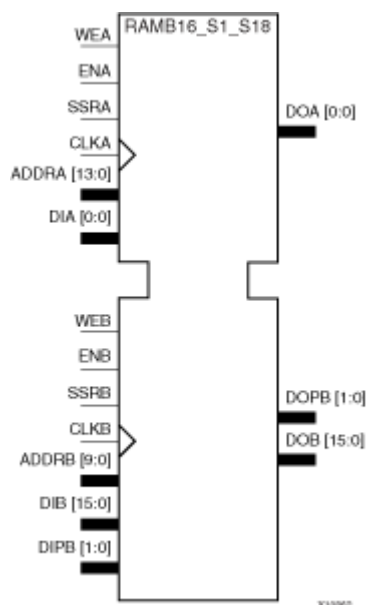 RAMB16_S1_S18
WEA
ENA
SSRA
CLKA
ADDRA [13:0]
DIA [0:0]
DOA [0:0]
WEB
ENB
SSRB
CLKB
ADDRB [9:0]
DIB [15:0]
DIPB [1:0]
DOPB [1:0]
DOB [15:0]